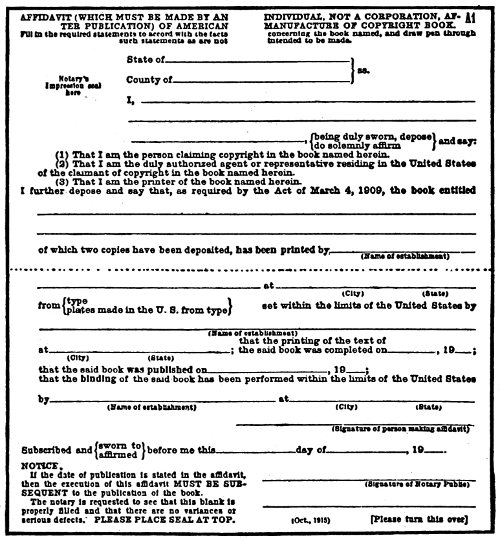 AFFIDAVIT (WHICH MUST BE MADE BY AN INDIVIDUAL, NOT A CORPORATION, AF- A1
TER PUBLICATION) OF AMERICAN MANUFACTURE OF COPYRIGHT BOOK.
Fill in the required statements to accord with the facts concerning the book named, and draw pen through
such statements as are not intended to be made.
State of
ss.
Notary's
Impression seal
here
County of
I,
, {being duly sworn, depose} and say:
{do solemnly affirm}
(1) That I am the person claiming copyright in the book named herein.
(2) That I am the duly authorized agent or representative residing in the United States
of the claimant of copyright in the book named herein.
(3) That I am the printer of the book named herein.
I further depose and say that, as required by the Act of March 4, 1909, the book entitled
of which two copies have been deposited, has been printed by
(Name of establishment)
at
(City) (State)
from {type
plates made in the U. S. from type} set within the limits of the United States by
(Name of establishment)
that the printing of the text of
at ; the said book was completed on , 19 ;
(City) (State)
that the said book was published on , 19 ;
that the binding of the said book has been performed within the limits of the United States
by at
(Name of establishment) (City) (State)
(Signature of person making affidavit)
Subscribed and {sworn to} before me this day of , 19
{affirmed}
NOTICE.
If the date of publication is stated in the affidavit,
then the execution of this affidavit MUST BE SUB-
SEQUENT to the publication of the book.
(Signature of Notary Public)
The notary is requested to see that this blank is
properly filled and that there are no variances or
serious defects. PLEASE PLACE SEAL AT TOP.
(Oct., 1915) [Please turn this over]